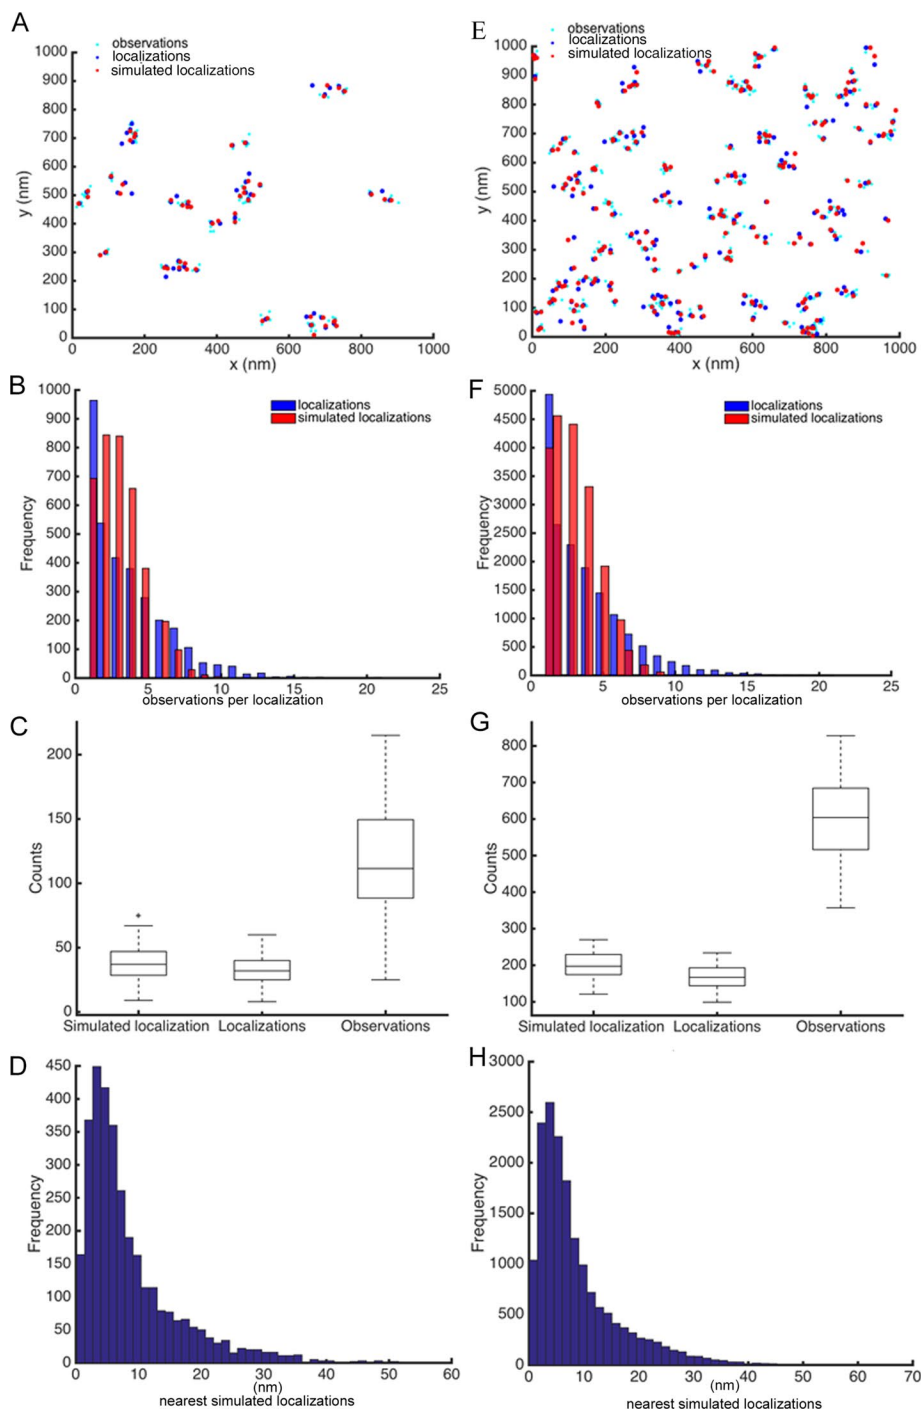 A
observations
localizations
simulated localizations
1000
900
800
700
600
500
400
300
200
100
0
y (nm)
0 200 400 600 800 1000
x (nm)
E
observations
localizations
simulated localizations
1000
900
800
700
600
500
400
300
200
100
0
y (nm)
0 200 400 600 800 1000
x (nm)
B
localizations
simulated localizations
1000
900
800
700
600
500
400
300
200
100
0
Frequency
0 5 10 15 20 25
observations per localization
F
localizations
simulated localizations
5000
4500
4000
3500
3000
2500
2000
1500
1000
500
0
Frequency
0 5 10 15 20 25
observations per localization
C
200
150
100
50
0
Counts
Simulated localization Localizations Observations
G
800
700
600
500
400
300
200
100
Counts
Simulated localization Localizations Observations
D
450
400
350
300
250
200
150
100
50
0
Frequency
0 10 20 30 40 50 60
(nm)
nearest simulated localizations
H
3000
2500
2000
1500
1000
500
0
Frequency
0 10 20 30 40 50 60 70
(nm)
nearest simulated localizations